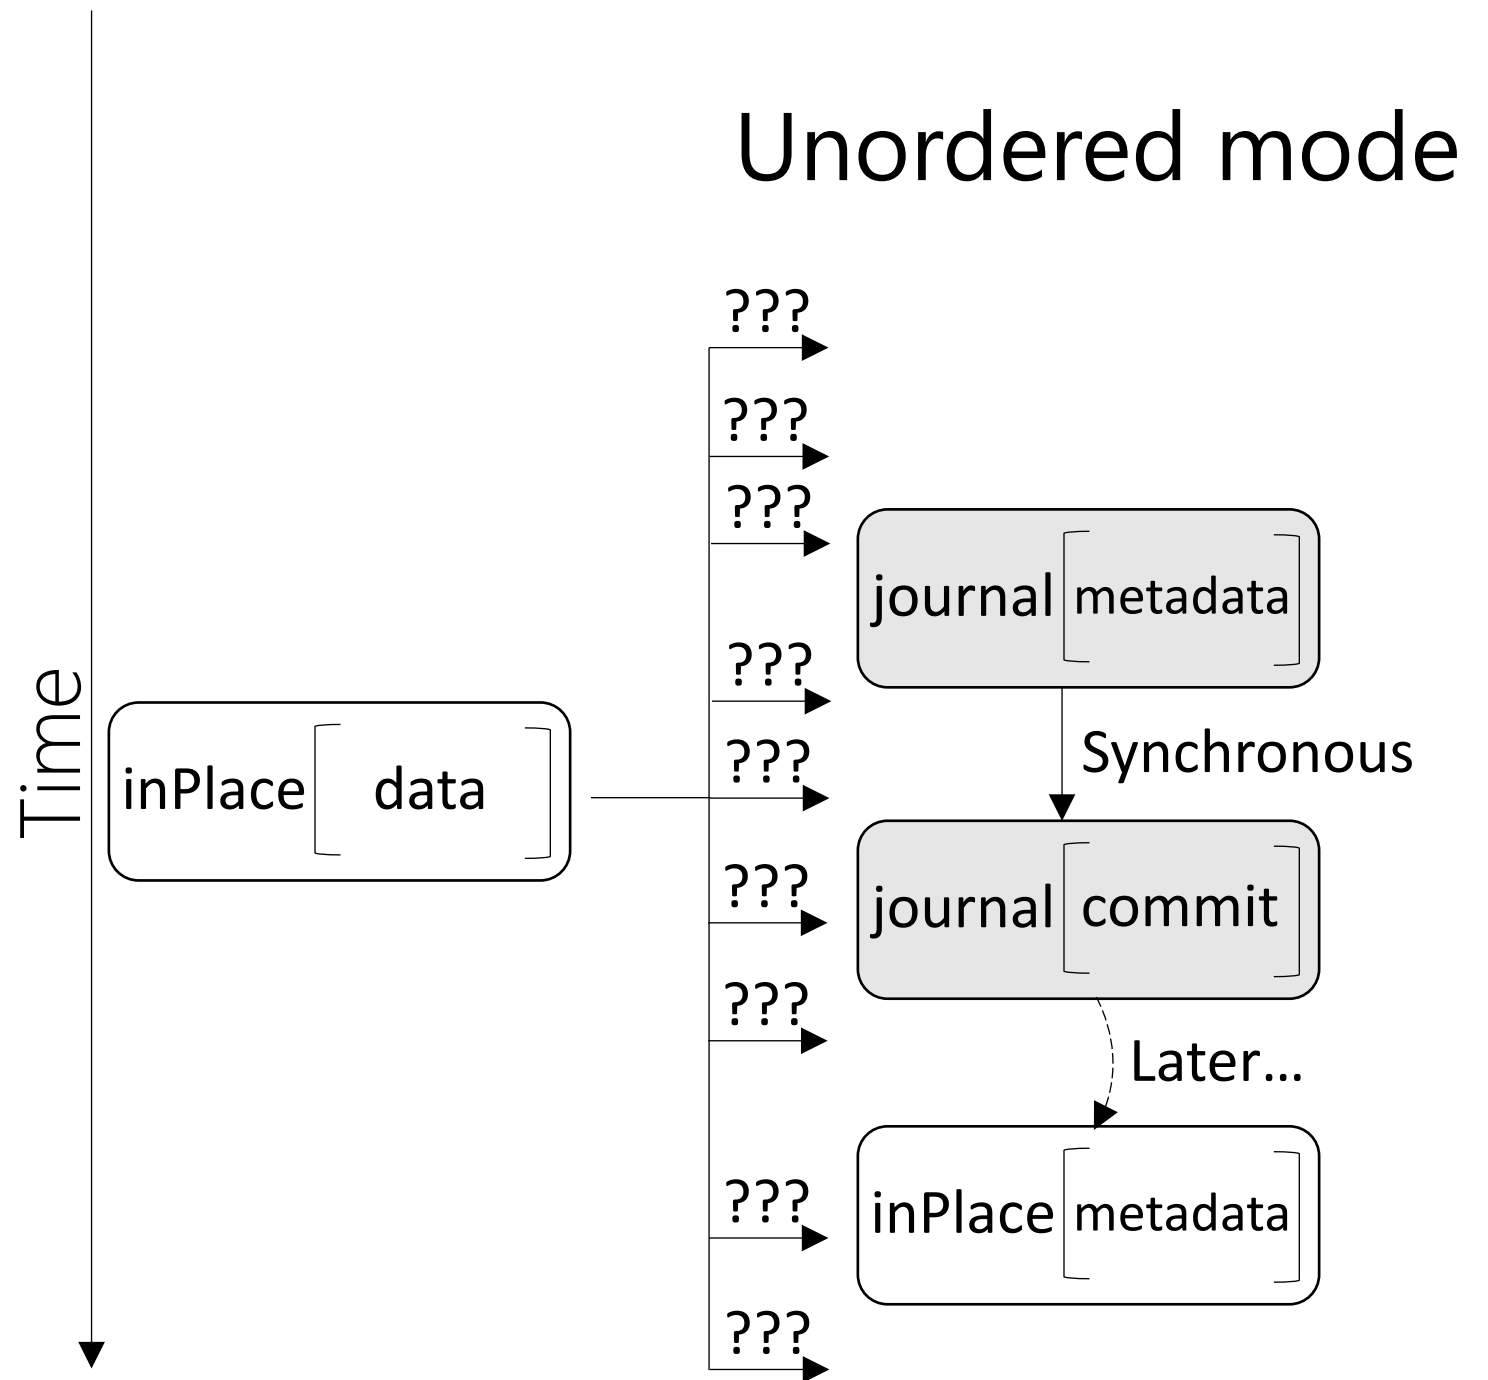 Unordered mode
???
???
???
journal [ metadata ]
???
Synchronous
???
Time
inPlace [ data ]
???
journal [ commit ]
???
Later...
???
inPlace [ metadata ]
???